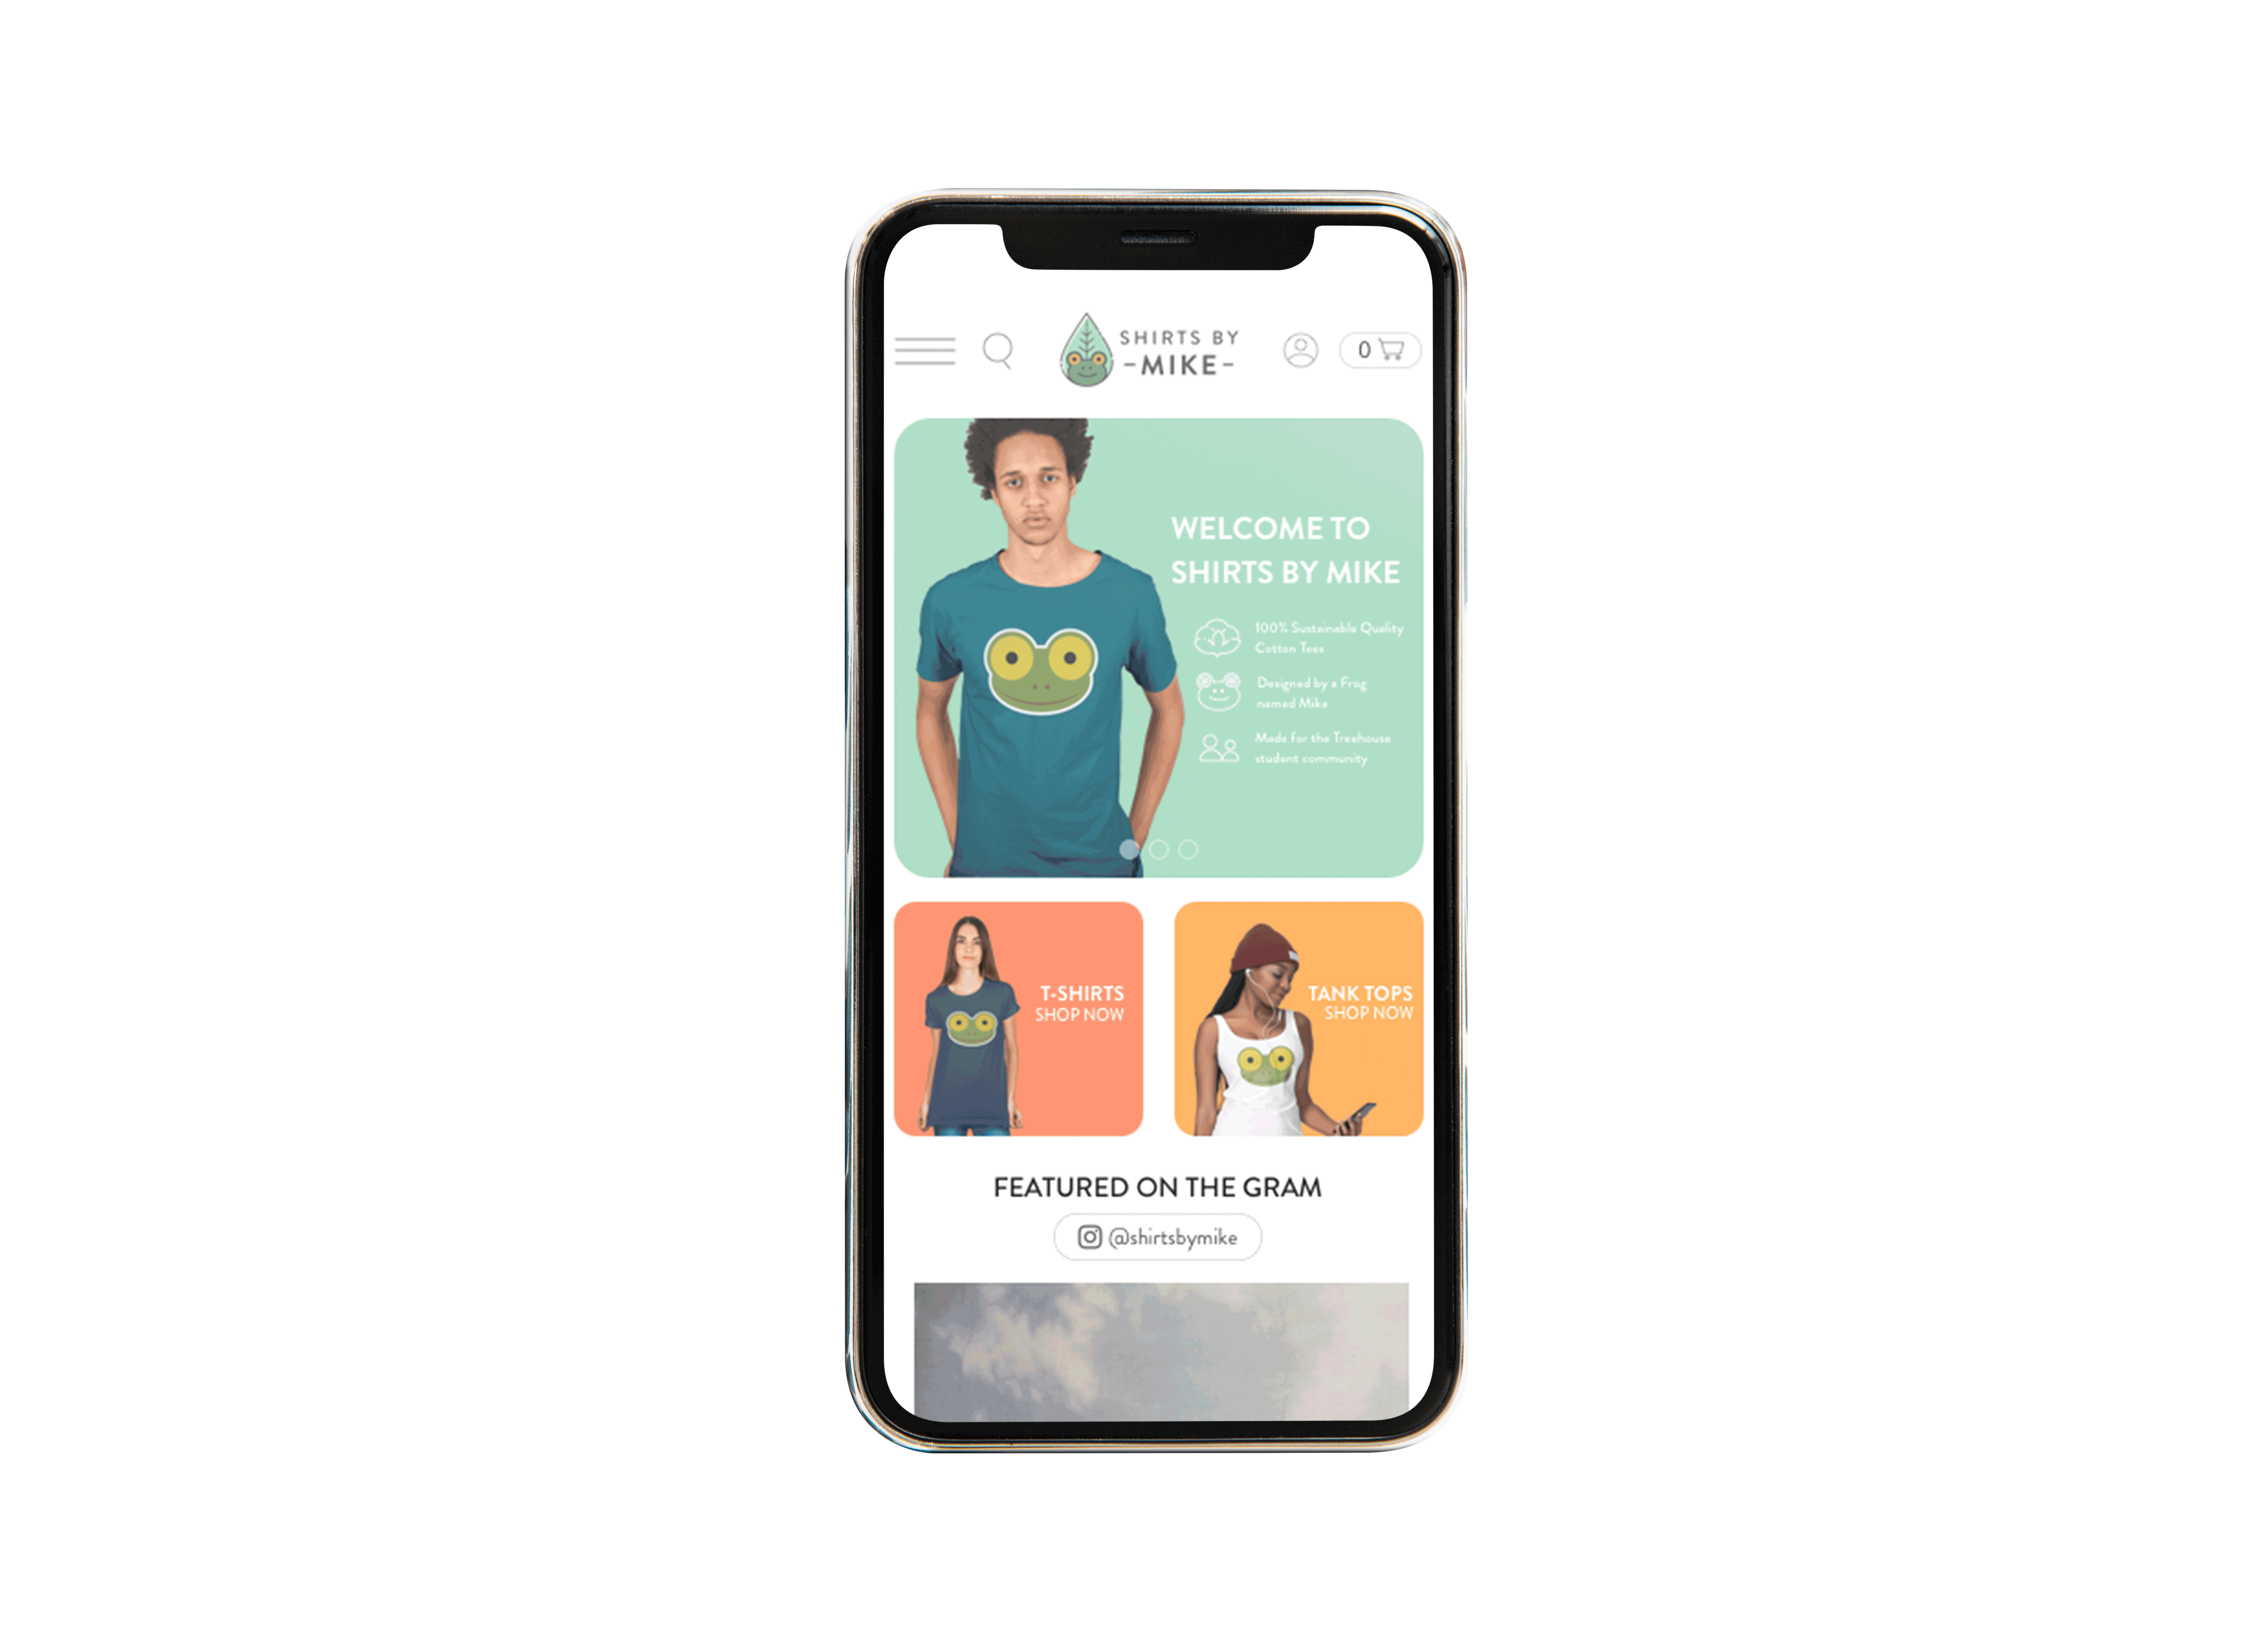 SHIRTS BY
-MIKE-
0
WELCOME TO
SHIRTS BY MIKE
100% Sustainable Quality
Cotton Tees
Designed by a Frog
named Mike
Made for the Treehouse
student community
T-SHIRTS
SHOP NOW
TANK TOPS
SHOP NOW
FEATURED ON THE GRAM
@shirtsbymike